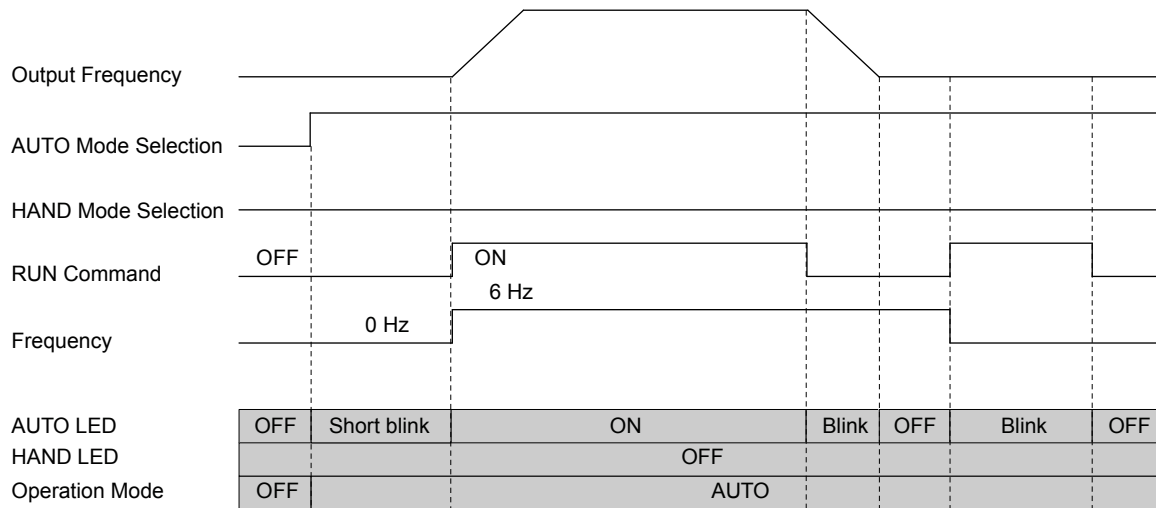 Output Frequency
AUTO Mode Selection
HAND Mode Selection
RUN Command OFF ON
6 Hz
Frequency 0 Hz
AUTO LED OFF Short blink ON Blink OFF Blink OFF
HAND LED OFF
Operation Mode OFF AUTO